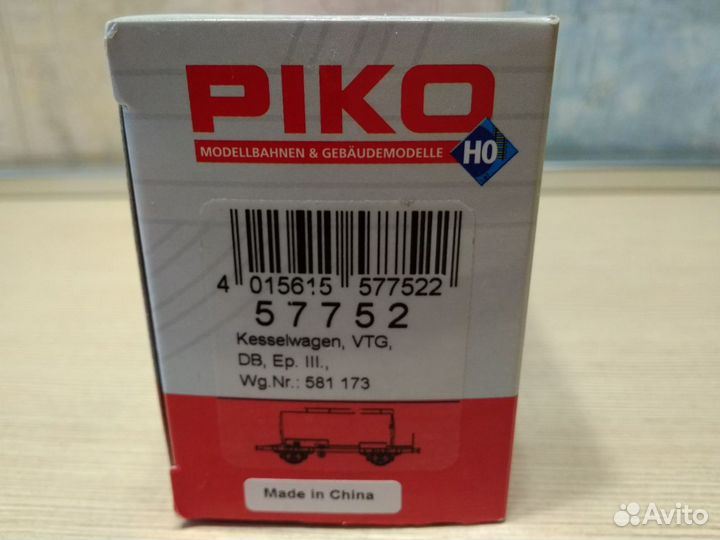 PIKO
MODELLBAHNEN & GEBÄUDEMODELLE
H0
4 015615 577522
57752
Kesselwagen, VTG,
DB, Ep. III.,
Wg.Nr.: 581 173
Made in China
Avito